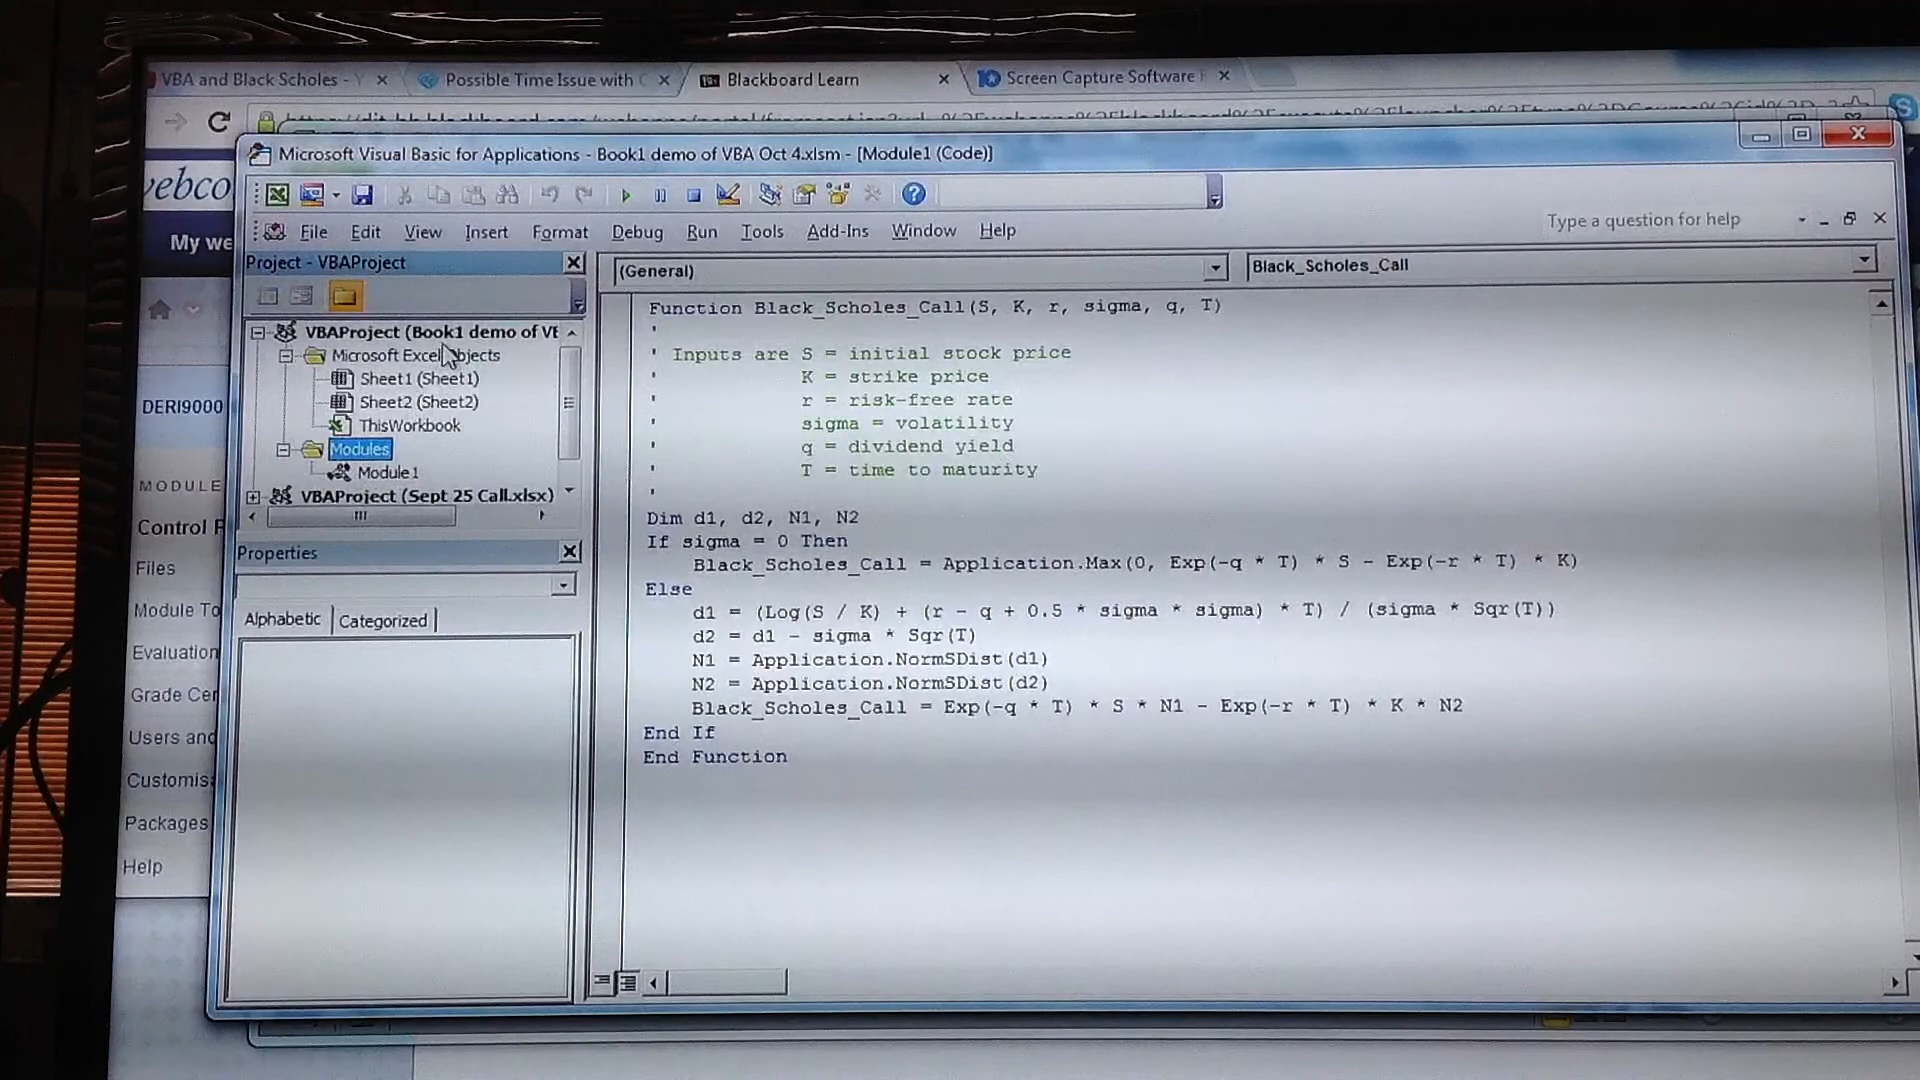 VBA and Black Scholes - Y
Possible Time Issue with C
Blackboard Learn
Screen Capture Software
Microsoft Visual Basic for Applications - Book1 demo of VBA Oct 4.xlsm - [Module1 (Code)]
File Edit View Insert Format Debug Run Tools Add-Ins Window Help
Type a question for help
Project - VBAProject
VBAProject (Book1 demo of VB
Microsoft Excel Objects
Sheet1 (Sheet1)
Sheet2 (Sheet2)
ThisWorkbook
Modules
Module1
VBAProject (Sept 25 Call.xlsx)
Properties
Alphabetic Categorized
(General)
Black_Scholes_Call
Function Black_Scholes_Call(S, K, r, sigma, q, T)
'
' Inputs are S = initial stock price
' K = strike price
' r = risk-free rate
' sigma = volatility
' q = dividend yield
' T = time to maturity
'
Dim d1, d2, N1, N2
If sigma = 0 Then
Black_Scholes_Call = Application.Max(0, Exp(-q * T) * S - Exp(-r * T) * K)
Else
d1 = (Log(S / K) + (r - q + 0.5 * sigma * sigma) * T) / (sigma * Sqr(T))
d2 = d1 - sigma * Sqr(T)
N1 = Application.NormSDist(d1)
N2 = Application.NormSDist(d2)
Black_Scholes_Call = Exp(-q * T) * S * N1 - Exp(-r * T) * K * N2
End If
End Function
webco
My we
DERI9000
MODULE
Control P
Files
Module To
Evaluation
Grade Cen
Users and
Customis
Packages
Help